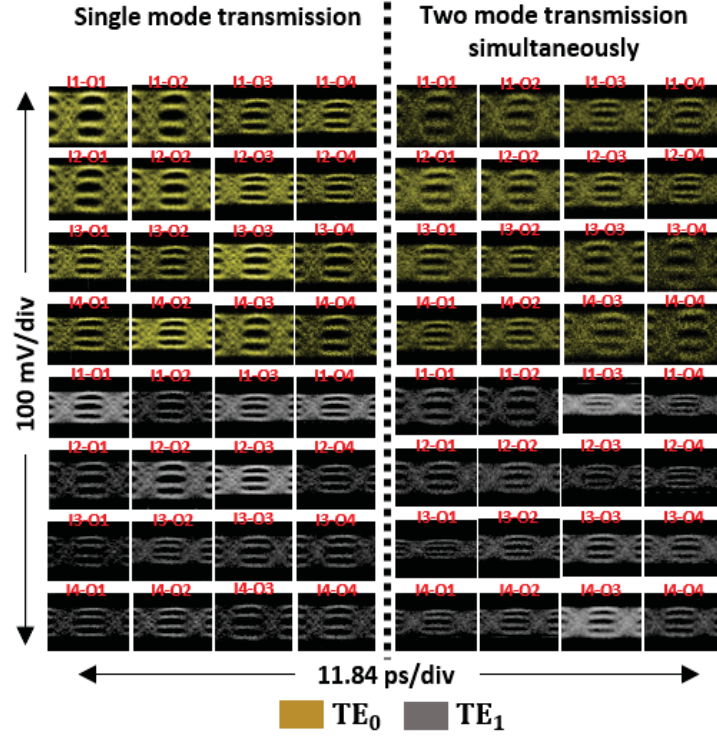 Single mode transmission
Two mode transmission
simultaneously
I1-O1 I1-O2 I1-O3 I1-O4 I1-O1 I1-O2 I1-O3 I1-O4
I2-O1 I2-O2 I2-O3 I2-O4 I2-O1 I2-O2 I2-O3 I2-O4
I3-O1 I3-O2 I3-O3 I3-O4 I3-O1 I3-O2 I3-O3 I3-O4
I4-O1 I4-O2 I4-O3 I4-O4 I4-O1 I4-O2 I4-O3 I4-O4
I1-O1 I1-O2 I1-O3 I1-O4 I1-O1 I1-O2 I1-O3 I1-O4
I2-O1 I2-O2 I2-O3 I2-O4 I2-O1 I2-O2 I2-O3 I2-O4
I3-O1 I3-O2 I3-O3 I3-O4 I3-O1 I3-O2 I3-O3 I3-O4
I4-O1 I4-O2 I4-O3 I4-O4 I4-O1 I4-O2 I4-O3 I4-O4
100 mV/div
11.84 ps/div
TE₀ TE₁